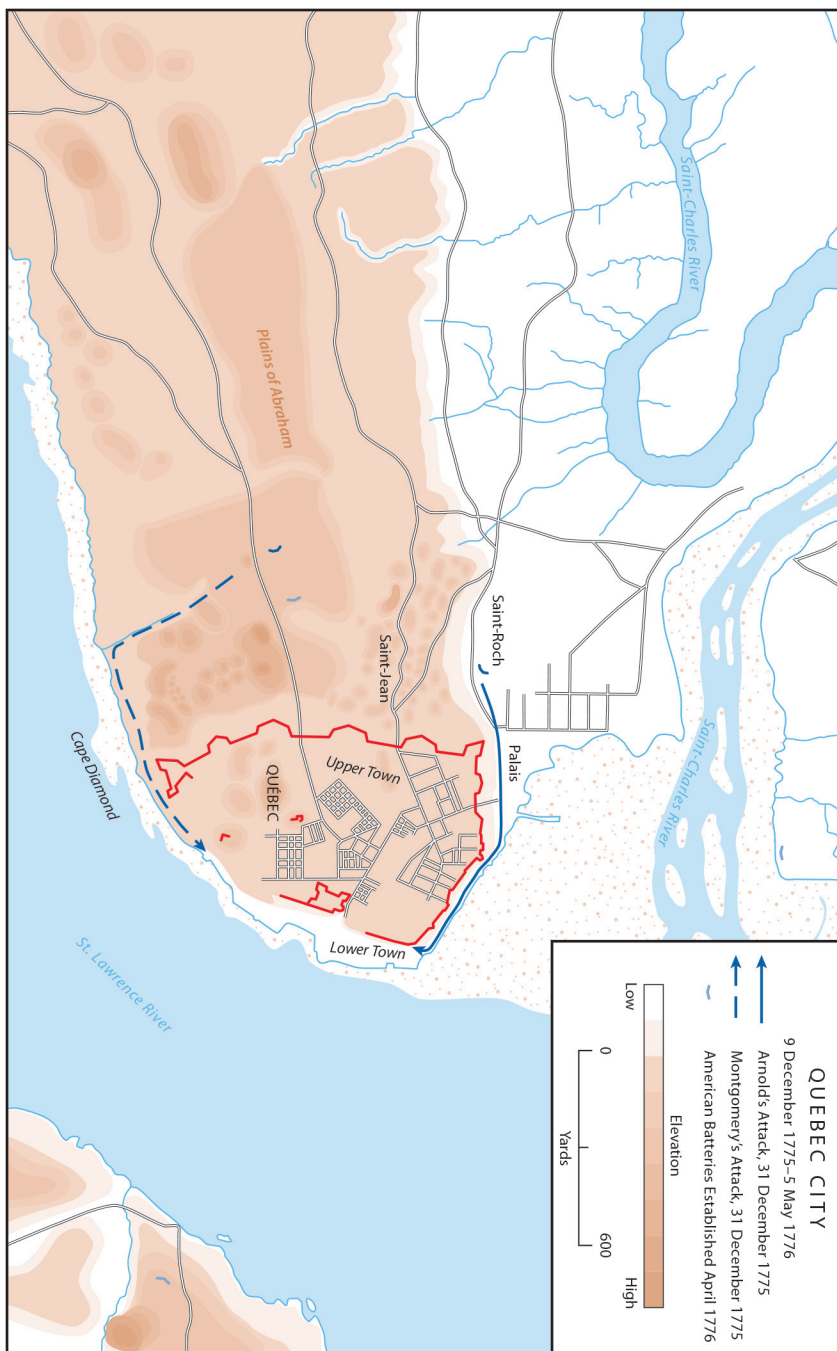 QUEBEC CITY
9 December 1775–5 May 1776
Arnold's Attack, 31 December 1775
Montgomery's Attack, 31 December 1775
American Batteries Established April 1776
Elevation
Low
High
0
600
Yards
Saint-Charles River
Saint-Charles River
Plains of Abraham
Saint-Roch
Saint-Jean
Palais
Upper Town
QUÉBEC
Cape Diamond
Lower Town
St. Lawrence River